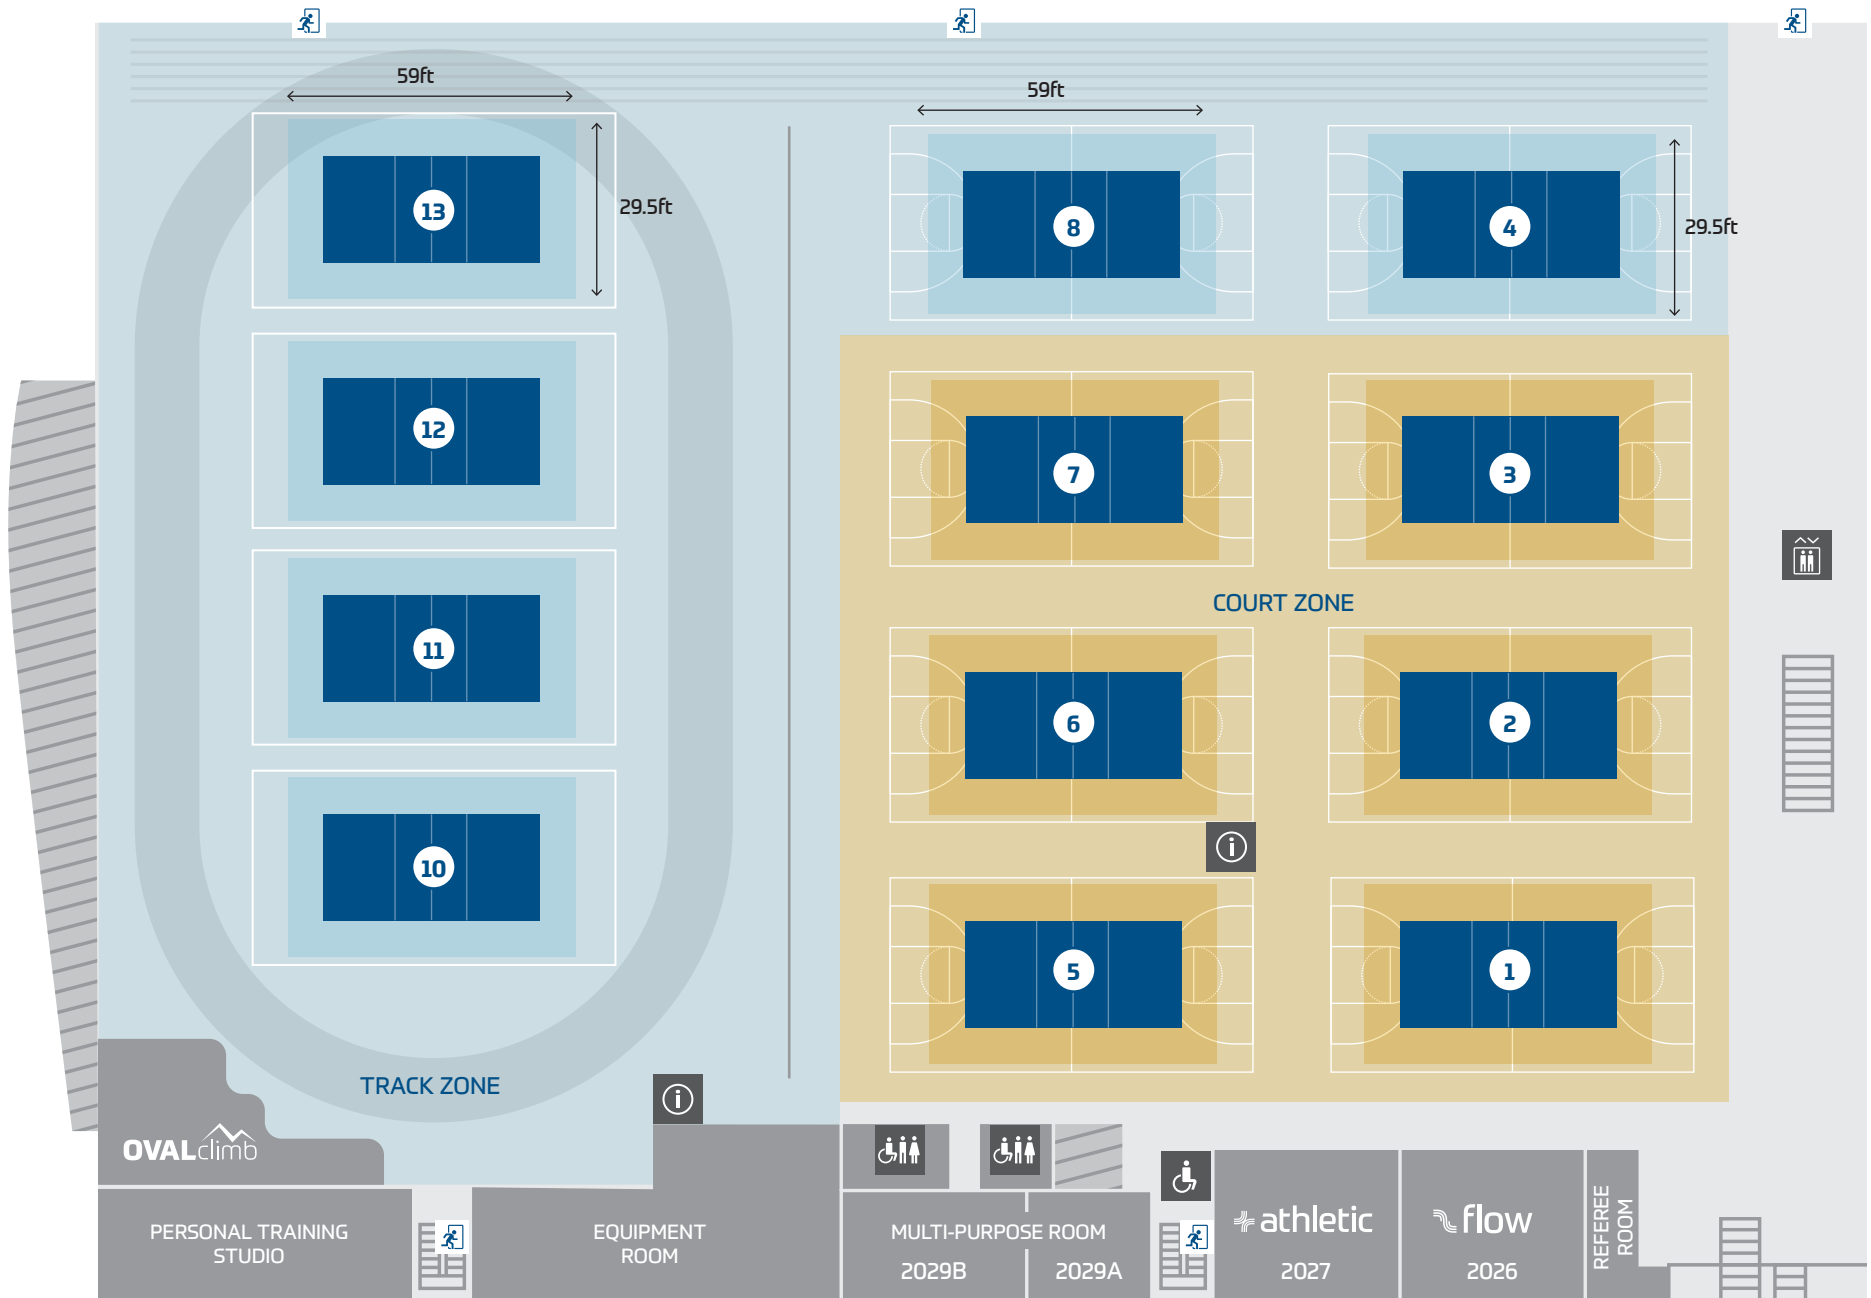 59ft
59ft
13
29.5ft
8
4
29.5ft
12
7
3
COURT ZONE
11
6
2
i
10
5
1
TRACK ZONE
i
OVALclimb
PERSONAL TRAINING
STUDIO
EQUIPMENT
ROOM
MULTI-PURPOSE ROOM
2029B
2029A
athletic
2027
flow
2026
REFEREE
ROOM